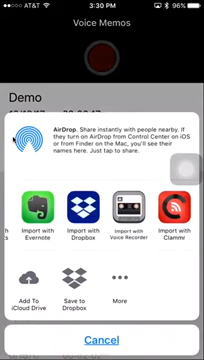 AT&T 3:30 PM 96%
Voice Memos
Demo
AirDrop. Share instantly with people nearby. If
they turn on AirDrop from Control Center on iOS
or from Finder on the Mac, you'll see their
names here. Just tap to share.
Import with Evernote
Import with Dropbox
Import with Voice Recorder
Import with Clammr
Add To iCloud Drive
Save to Dropbox
More
Cancel